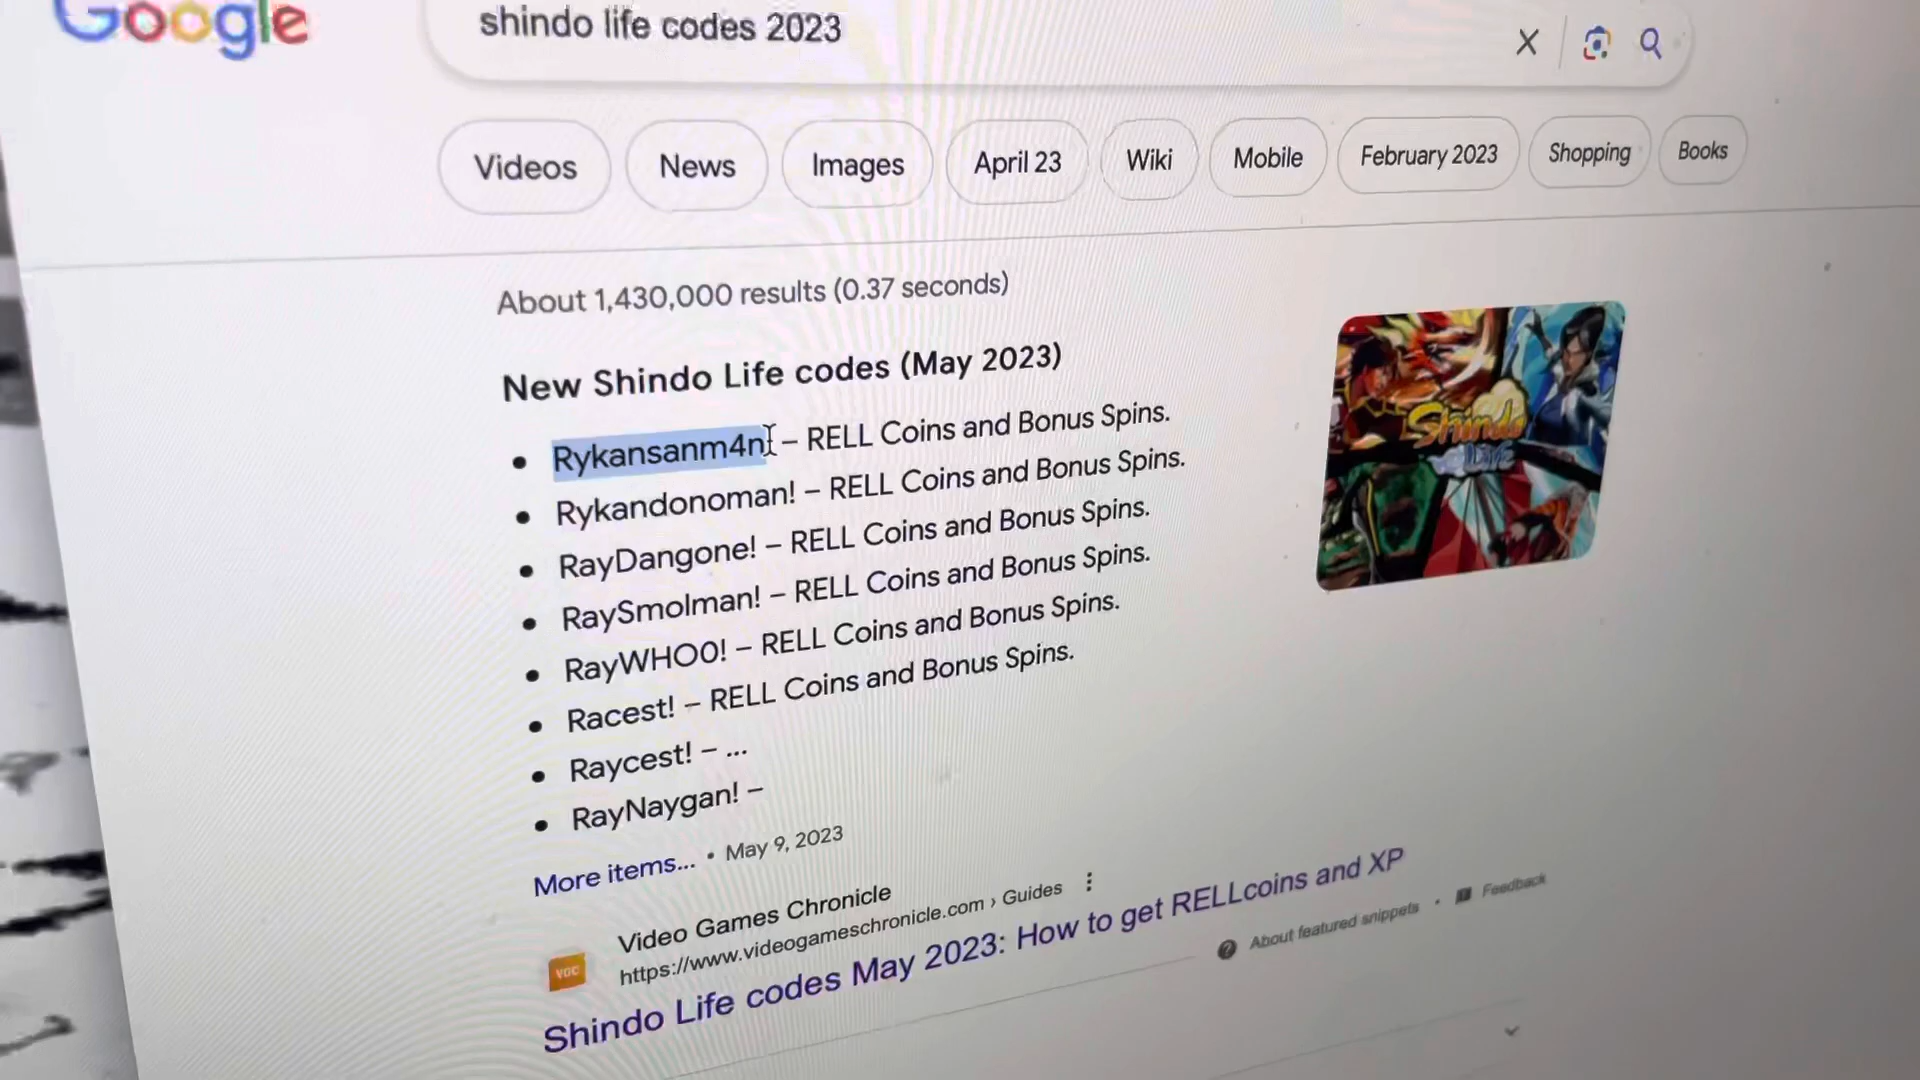 Google
shindo life codes 2023
Videos
News
Images
April 23
Wiki
Mobile
February 2023
Shopping
Books
About 1,430,000 results (0.37 seconds)
New Shindo Life codes (May 2023)
Rykansanm4n – RELL Coins and Bonus Spins.
Rykandonoman! – RELL Coins and Bonus Spins.
RayDangone! – RELL Coins and Bonus Spins.
RaySmolman! – RELL Coins and Bonus Spins.
RayWHO0! – RELL Coins and Bonus Spins.
Racest! – RELL Coins and Bonus Spins.
Raycest! – ...
RayNaygan! –
More items... • May 9, 2023
Shindo Life
VGC
Video Games Chronicle
https://www.videogameschronicle.com › Guides
Shindo Life codes May 2023: How to get RELLcoins and XP
About featured snippets • Feedback